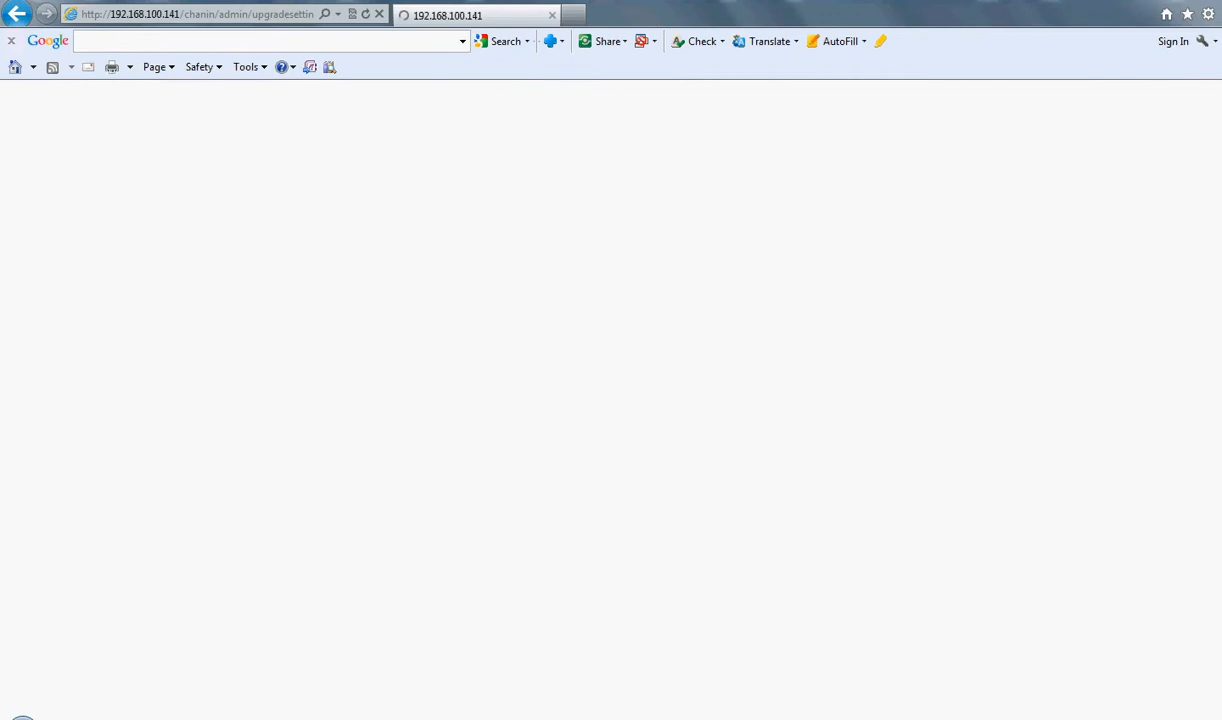 http://192.168.100.141/chanin/admin/upgradesettin
192.168.100.141
Google
Search
Share
Check
Translate
AutoFill
Sign In
Page
Safety
Tools